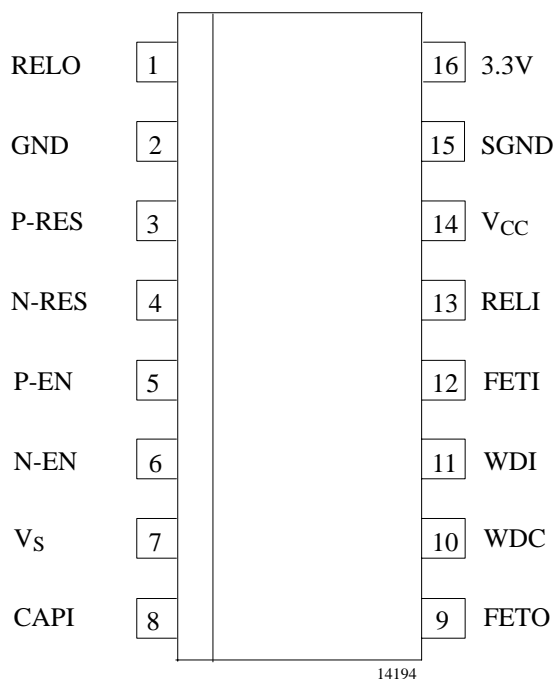 RELO 1 16 3.3V
GND 2 15 SGND
P-RES 3 14 VCC
N-RES 4 13 RELI
P-EN 5 12 FETI
N-EN 6 11 WDI
VS 7 10 WDC
CAPI 8 9 FETO
14194